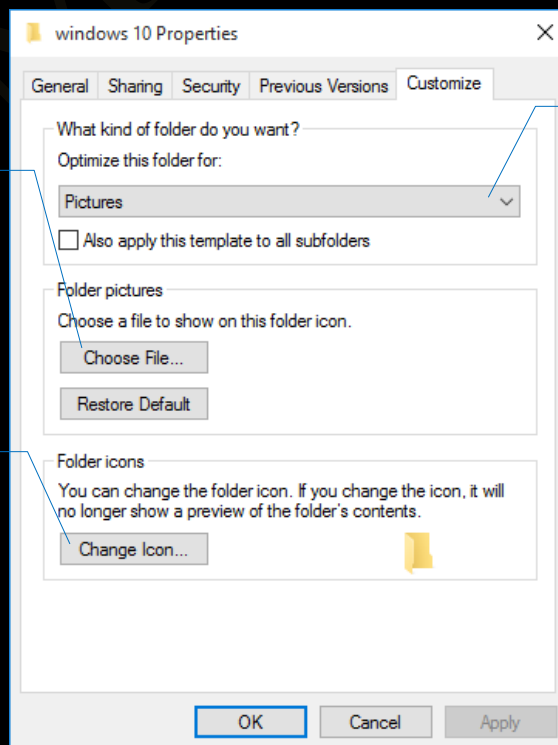 windows 10 Properties
General Sharing Security Previous Versions Customize
What kind of folder do you want?
Optimize this folder for:
Pictures
Also apply this template to all subfolders
Folder pictures
Choose a file to show on this folder icon.
Choose File...
Restore Default
Folder icons
You can change the folder icon. If you change the icon, it will
no longer show a preview of the folder's contents.
Change Icon...
OK Cancel Apply